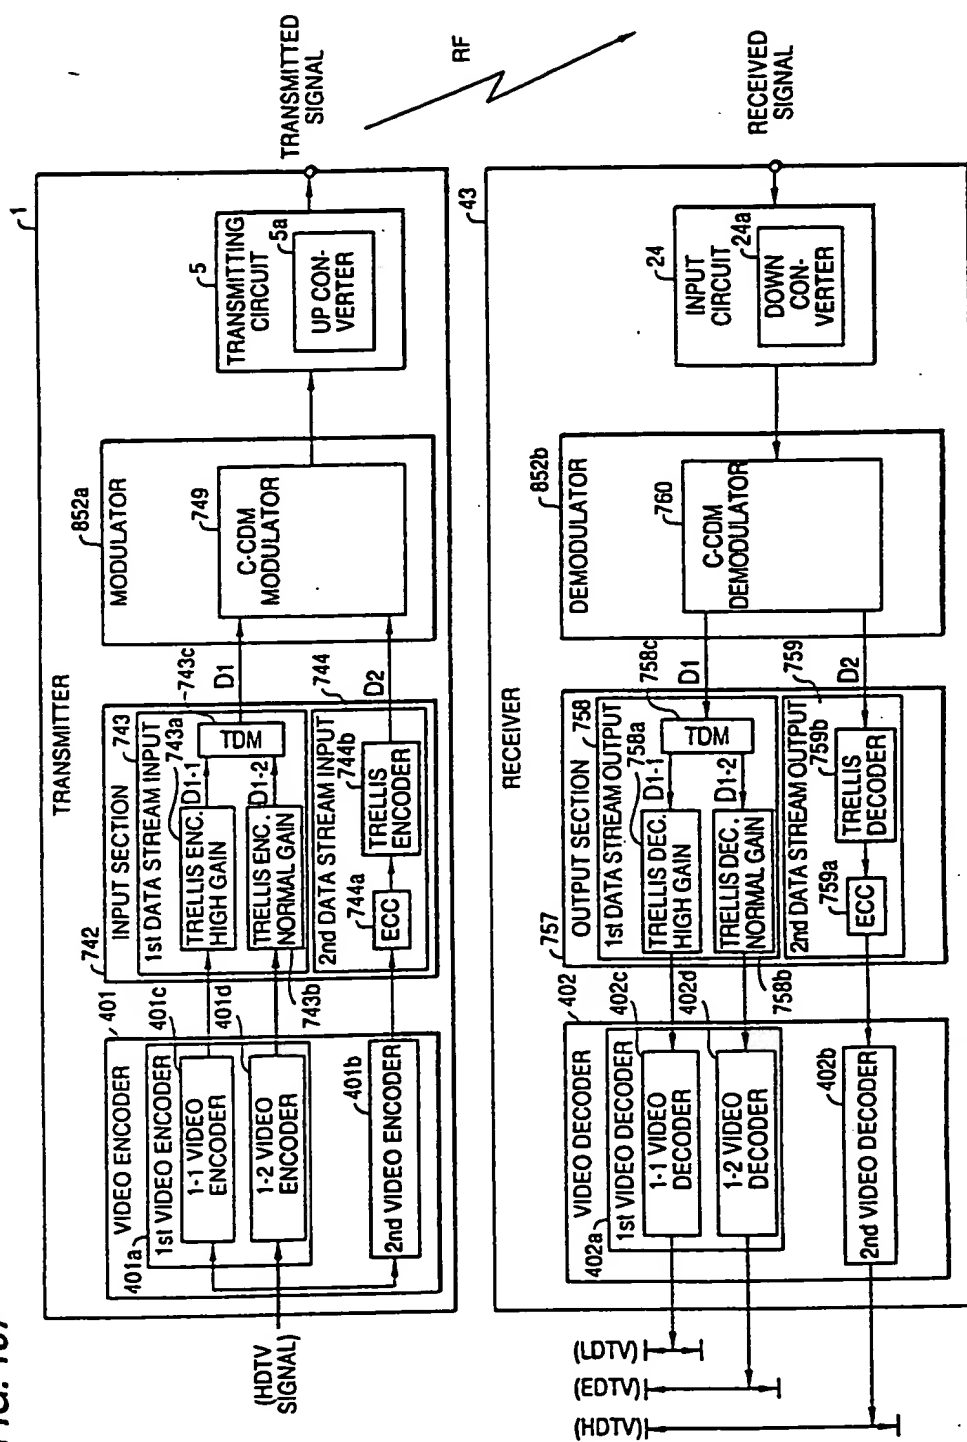 TRANSMITTER
1
(HDTV
SIGNAL)
VIDEO ENCODER
401
401a
1st VIDEO ENCODER
401c
1-1 VIDEO
ENCODER
401d
1-2 VIDEO
ENCODER
401b
2nd VIDEO ENCODER
742
INPUT SECTION
743
1st DATA STREAM INPUT
743a
743c
TRELLIS ENC.
HIGH GAIN
D1-1
TDM
TRELLIS ENC.
NORMAL GAIN
D1-2
743b
2nd DATA STREAM INPUT
744
744a
ECC
744b
TRELLIS
ENCODER
D1
D2
852a
MODULATOR
749
C-CDM
MODULATOR
5
TRANSMITTING
CIRCUIT
5a
UP CON-
VERTER
TRANSMITTED
SIGNAL
RF
RECEIVER
43
(LDTV)
(EDTV)
(HDTV)
VIDEO DECODER
402
402a
1st VIDEO DECODER
402c
1-1 VIDEO
DECODER
402d
1-2 VIDEO
DECODER
402b
2nd VIDEO DECODER
757
OUTPUT SECTION
758
1st DATA STREAM OUTPUT
758a
758c
TRELLIS DEC.
HIGH GAIN
D1-1
TDM
TRELLIS DEC.
NORMAL GAIN
D1-2
758b
2nd DATA STREAM OUTPUT
759
759a
ECC
759b
TRELLIS
DECODER
D1
D2
852b
DEMODULATOR
760
C-CDM
DEMODULATOR
24
INPUT
CIRCUIT
24a
DOWN
CON-
VERTER
RECEIVED
SIGNAL